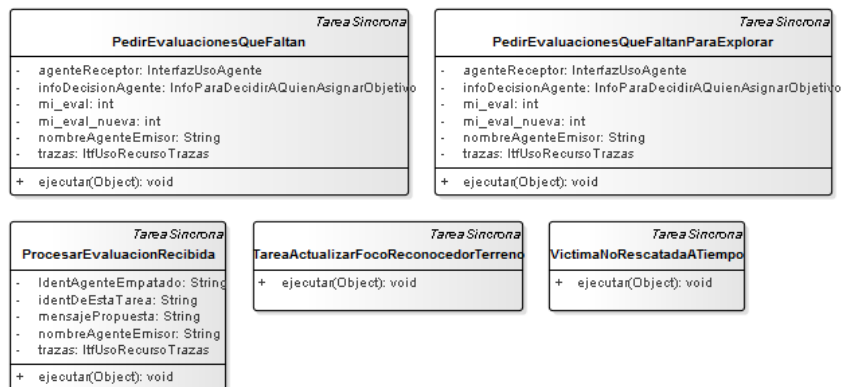 Tarea Sincrona
PedirEvaluacionesQueFaltan
- agenteReceptor: InterfazUsoAgente
- infoDecisionAgente: InfoParaDecidirAQuienAsignarObjetivo
- mi_eval: int
- mi_eval_nueva: int
- nombreAgenteEmisor: String
- trazas: ItfUsoRecursoTrazas
+ ejecutar(Object): void
Tarea Sincrona
PedirEvaluacionesQueFaltanParaExplorar
- agenteReceptor: InterfazUsoAgente
- infoDecisionAgente: InfoParaDecidirAQuienAsignarObjetivo
- mi_eval: int
- mi_eval_nueva: int
- nombreAgenteEmisor: String
- trazas: ItfUsoRecursoTrazas
+ ejecutar(Object): void
Tarea Sincrona
ProcesarEvaluacionRecibida
- IdentAgenteEmpatado: String
- identDeEstaTarea: String
- mensajePropuesta: String
- nombreAgenteEmisor: String
- trazas: ItfUsoRecursoTrazas
+ ejecutar(Object): void
Tarea Sincrona
TareaActualizarFocoReconocedorTerreno
+ ejecutar(Object): void
Tarea Sincrona
VictimaNoRescatadaATiempo
+ ejecutar(Object): void